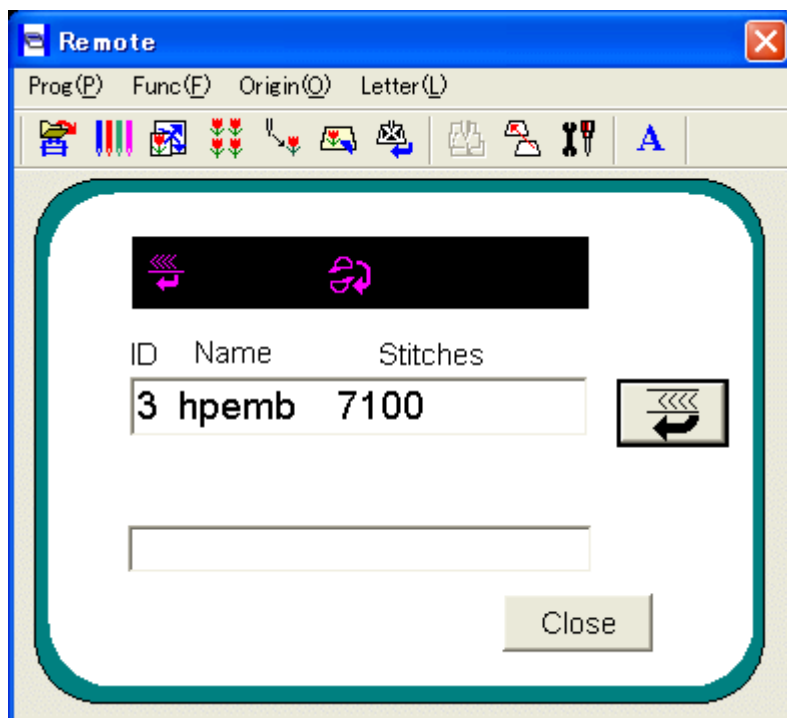 Remote
Prog(P) Func(F) Origin(O) Letter(L)
A
ID Name Stitches
3 hpemb 7100
Close